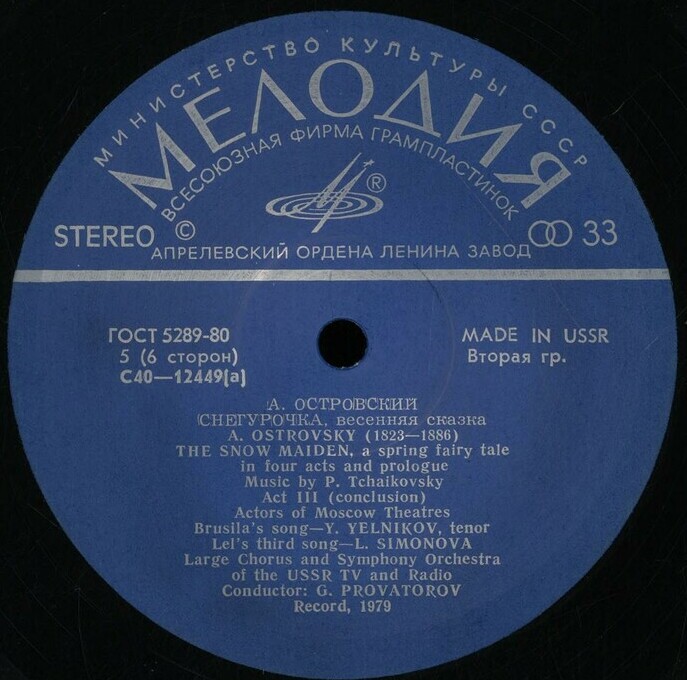 МИНИСТЕРСТВО КУЛЬТУРЫ СССР
МЕЛОДИЯ
ВСЕСОЮЗНАЯ ФИРМА ГРАМПЛАСТИНОК
®
STEREO © 33
АПРЕЛЕВСКИЙ ОРДЕНА ЛЕНИНА ЗАВОД
ГОСТ 5289-80
MADE IN USSR
5 (6 сторон)
Вторая гр.
С40—12449(а)
А. ОСТРОВСКИЙ
СНЕГУРОЧКА, весенняя сказка
A. OSTROVSKY (1823—1886)
THE SNOW MAIDEN, a spring fairy tale
in four acts and prologue
Music by P. Tchaikovsky
Act III (conclusion)
Actors of Moscow Theatres
Brusila's song—Y. YELNIKOV, tenor
Lel's third song—L. SIMONOVA
Large Chorus and Symphony Orchestra
of the USSR TV and Radio
Conductor: G. PROVATOROV
Record, 1979